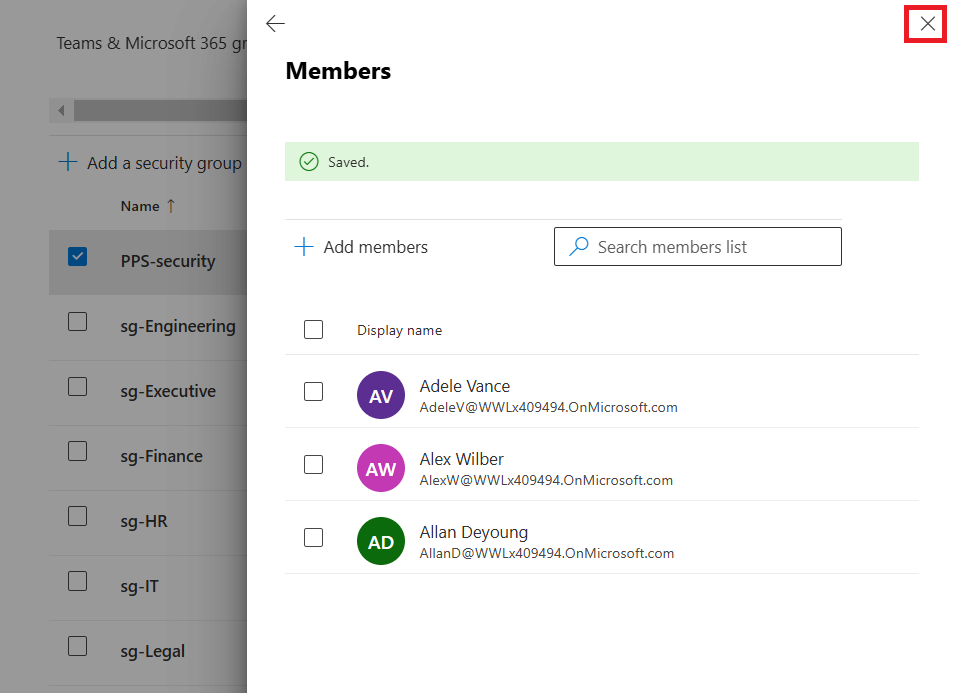 Teams & Microsoft 365 gr
Add a security group
Name ↑
PPS-security
sg-Engineering
sg-Executive
sg-Finance
sg-HR
sg-IT
sg-Legal
Members
Saved.
Add members
Search members list
Display name
AV
Adele Vance
AdeleV@WWLx409494.OnMicrosoft.com
AW
Alex Wilber
AlexW@WWLx409494.OnMicrosoft.com
AD
Allan Deyoung
AllanD@WWLx409494.OnMicrosoft.com